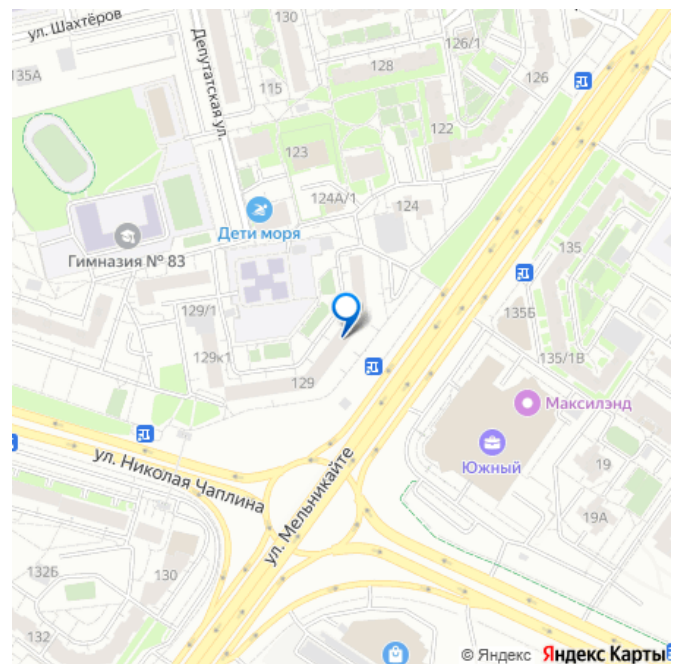 130
ул. Шахтёров
126/1
135А
Депутатская ул.
128
126
115
122
123
124А/1
124
Дети моря
Гимназия № 83
135
129/1
135Б
129к1
135/1В
129
Максилэнд
ул. Николая Чаплина
ул. Мельникайте
Южный
19
19А
132Б
130
132
© Яндекс Яндекс Карты